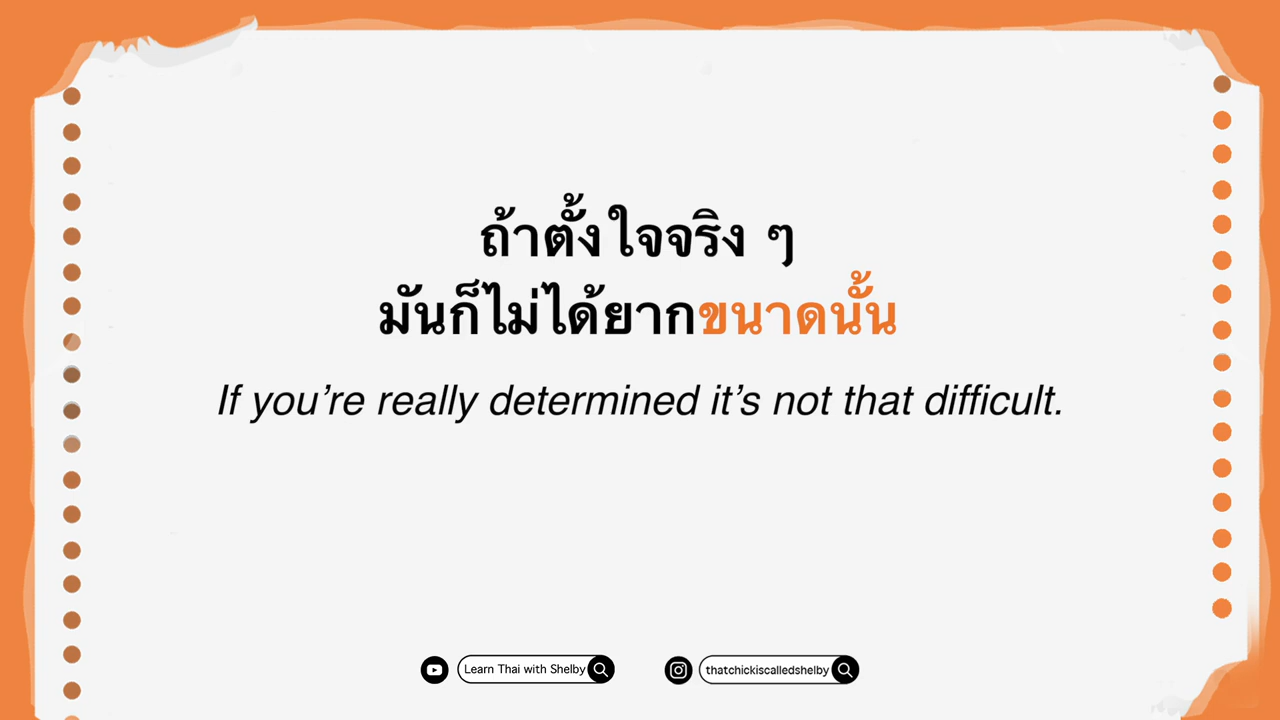 ถ้าตั้งใจจริง ๆ
มันก็ไม่ได้ยากขนาดนั้น
If you’re really determined it’s not that difficult.
Learn Thai with Shelby
thatchickiscalledshelby